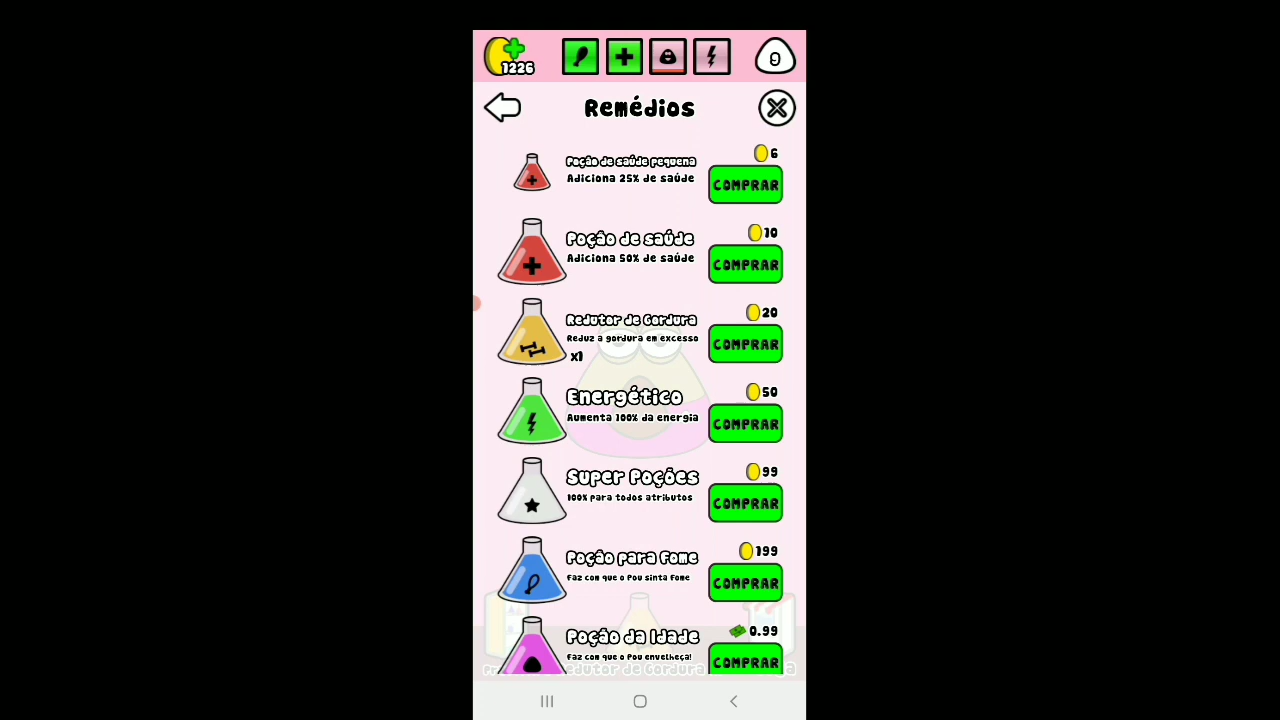 1226
9
Remédios
6
Poção de saúde pequena
Adiciona 25% de saúde
COMPRAR
10
Poção de saúde
Adiciona 50% de saúde
COMPRAR
20
Redutor de Gordura
Reduz a gordura em excesso
x1
COMPRAR
50
Energético
Aumenta 100% da energia
COMPRAR
99
Super Poções
100% para todos atributos
COMPRAR
199
Poção para Fome
Faz com que o Pou sinta fome
COMPRAR
0.99
Poção da Idade
Faz com que o Pou envelheça!
COMPRAR
Redutor de Gordura